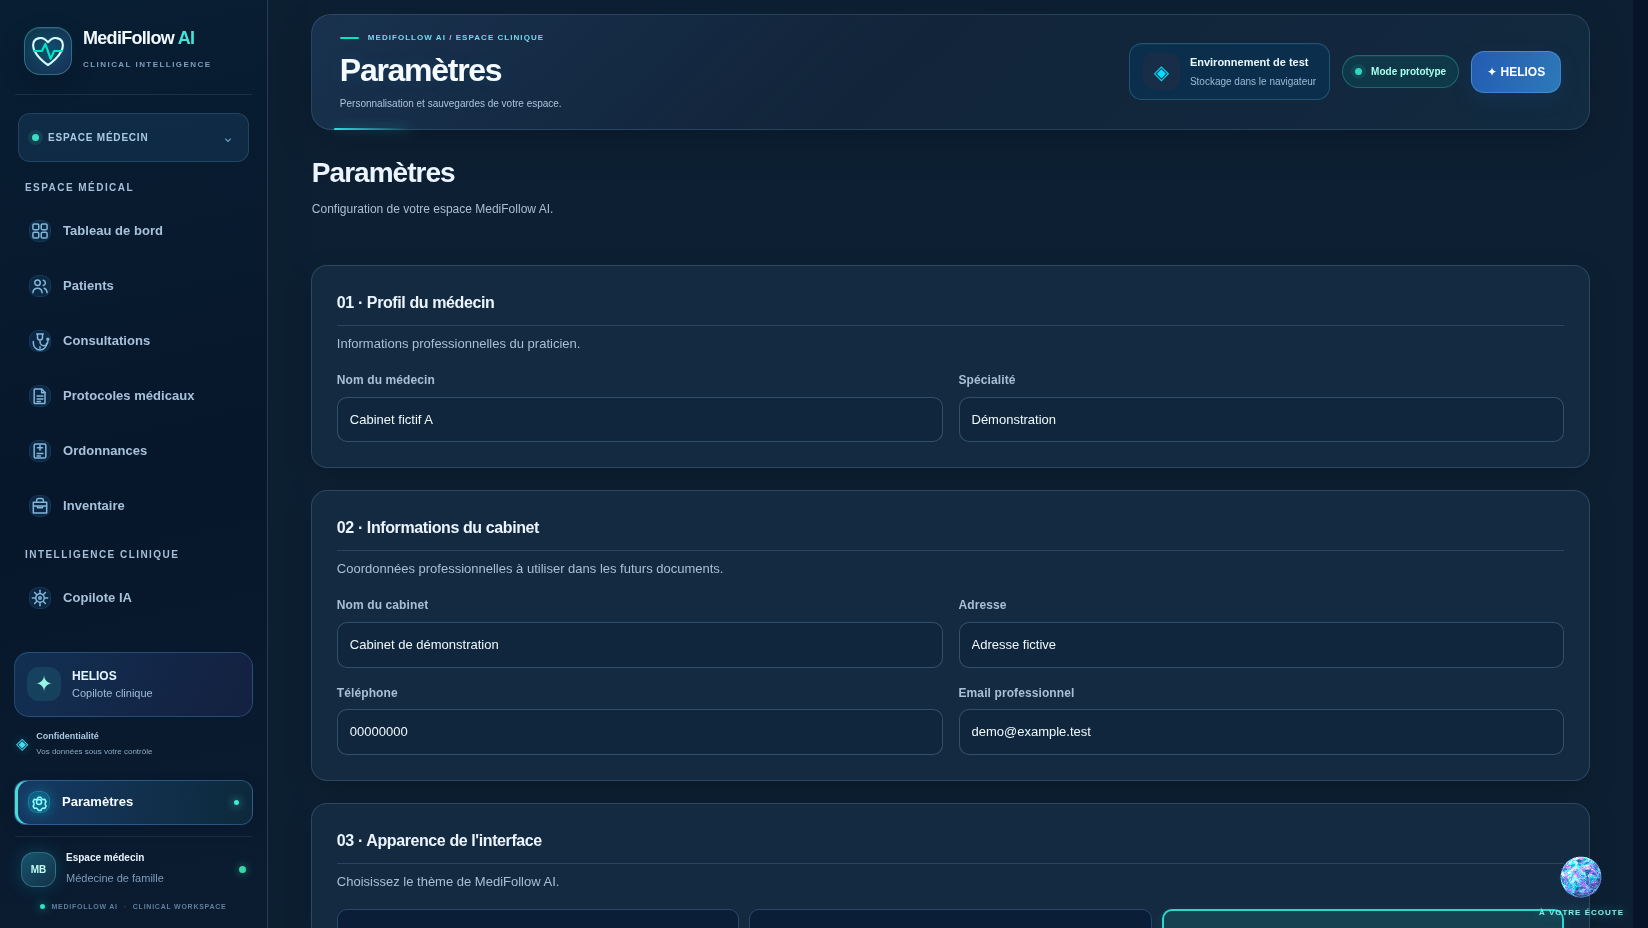 MediFollow AI
CLINICAL INTELLIGENCE
ESPACE MÉDECIN
ESPACE MÉDICAL
Tableau de bord
Patients
Consultations
Protocoles médicaux
Ordonnances
Inventaire
INTELLIGENCE CLINIQUE
Copilote IA
HELIOS
Copilote clinique
Confidentialité
Vos données sous votre contrôle
Paramètres
MB
Espace médecin
Médecine de famille
MEDIFOLLOW AI · CLINICAL WORKSPACE
MEDIFOLLOW AI / ESPACE CLINIQUE
Paramètres
Personnalisation et sauvegardes de votre espace.
Environnement de test
Stockage dans le navigateur
Mode prototype
✦ HELIOS
Paramètres
Configuration de votre espace MediFollow AI.
01 · Profil du médecin
Informations professionnelles du praticien.
Nom du médecin
Spécialité
Cabinet fictif A
Démonstration
02 · Informations du cabinet
Coordonnées professionnelles à utiliser dans les futurs documents.
Nom du cabinet
Adresse
Cabinet de démonstration
Adresse fictive
Téléphone
Email professionnel
00000000
demo@example.test
03 · Apparence de l'interface
Choisissez le thème de MediFollow AI.
À VOTRE ÉCOUTE